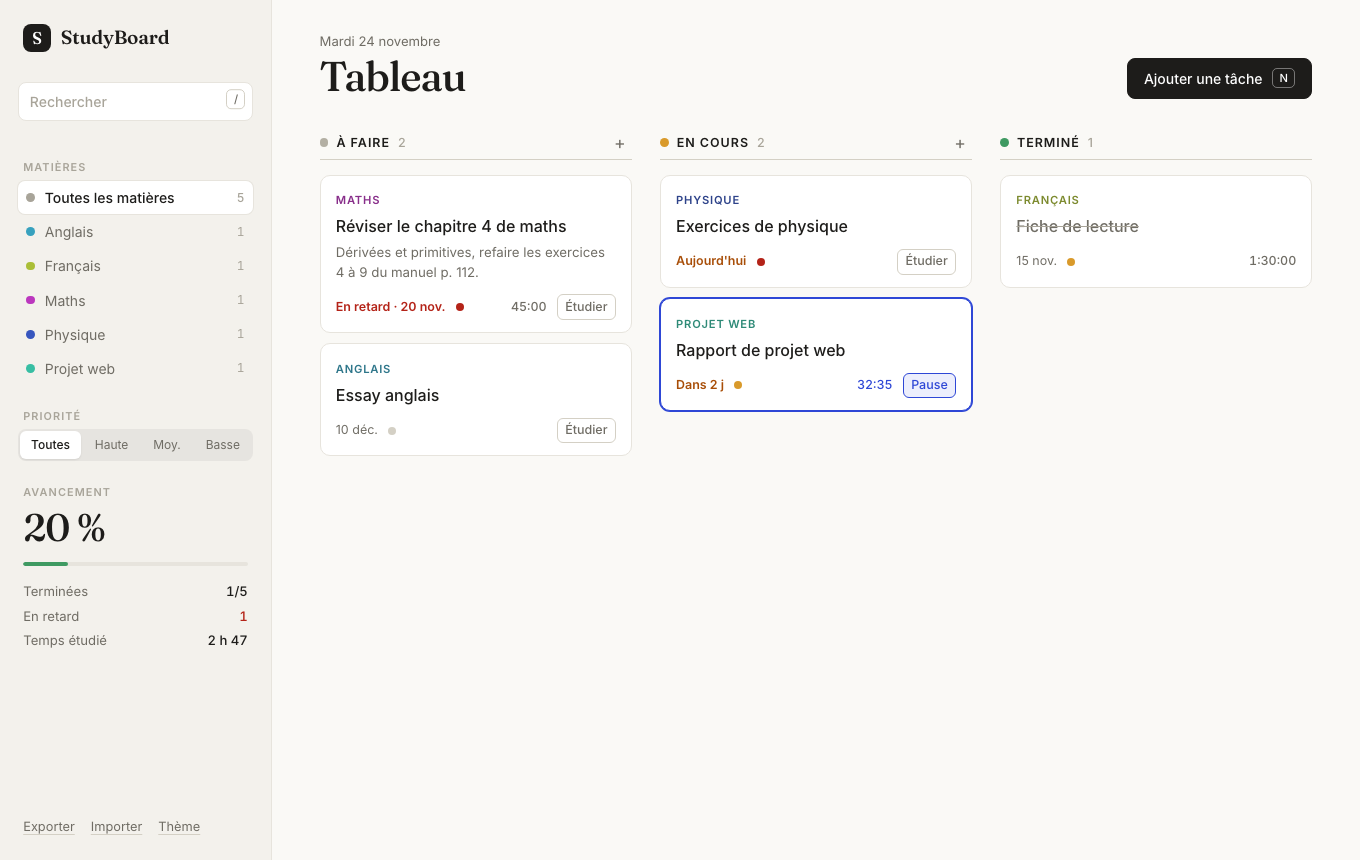 S StudyBoard
Rechercher /
MATIÈRES
Toutes les matières 5
Anglais 1
Français 1
Maths 1
Physique 1
Projet web 1
PRIORITÉ
Toutes Haute Moy. Basse
AVANCEMENT
20 %
Terminées 1/5
En retard 1
Temps étudié 2 h 47
Exporter Importer Thème
Mardi 24 novembre
Tableau
Ajouter une tâche N
À FAIRE 2 +
MATHS
Réviser le chapitre 4 de maths
Dérivées et primitives, refaire les exercices
4 à 9 du manuel p. 112.
En retard · 20 nov. 45:00 Étudier
ANGLAIS
Essay anglais
10 déc. Étudier
EN COURS 2 +
PHYSIQUE
Exercices de physique
Aujourd'hui Étudier
PROJET WEB
Rapport de projet web
Dans 2 j 32:35 Pause
TERMINÉ 1
FRANÇAIS
Fiche de lecture
15 nov. 1:30:00